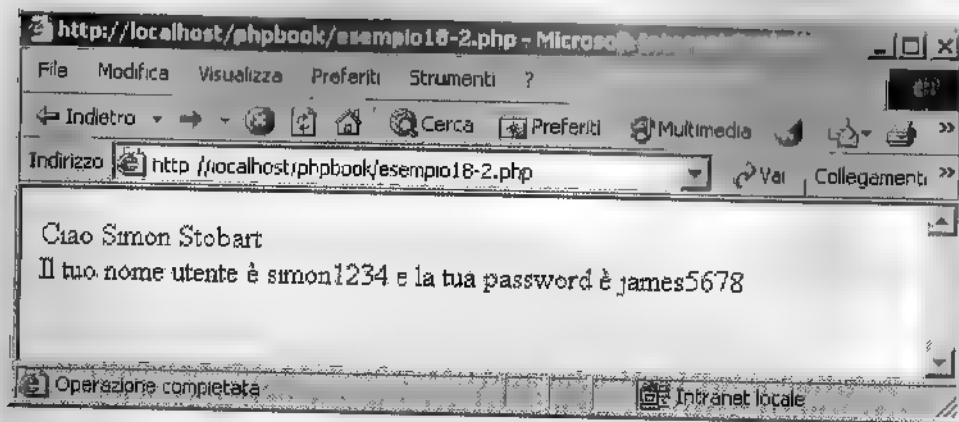 http://localhost/phpbook/esempio18-2.php - Microsoft
File Modifica Visualizza Preferiti Strumenti ?
Indietro Cerca Preferiti Multimedia »
Indirizzo http://localhost/phpbook/esempio18-2.php Vai Collegamenti »
Ciao Simon Stobart
Il tuo nome utente è simon1234 e la tua password è james5678
Operazione completata Intranet locale